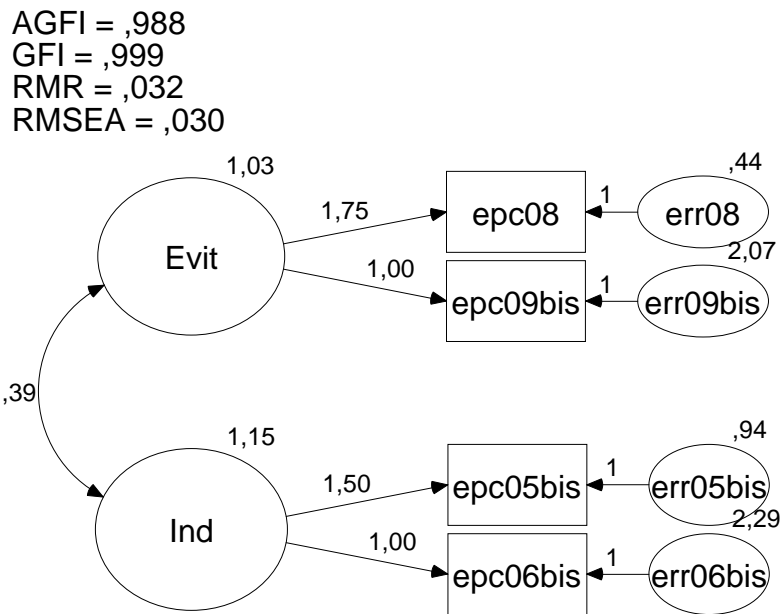 AGFI = ,988
GFI = ,999
RMR = ,032
RMSEA = ,030
1,03
Evit
1,75
epc08
1
err08
,44
1,00
epc09bis
1
err09bis
2,07
,39
1,15
Ind
1,50
epc05bis
1
err05bis
,94
1,00
epc06bis
1
err06bis
2,29